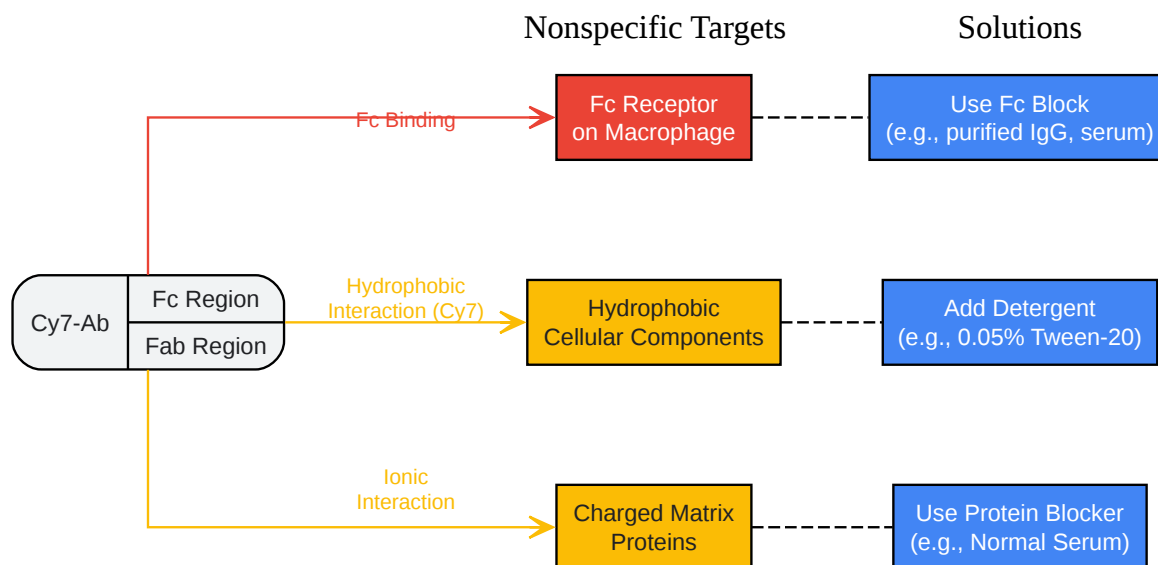 Nonspecific Targets
Solutions
Fc Binding
Fc Receptor
on Macrophage
Use Fc Block
(e.g., purified IgG, serum)
Cy7-Ab
Fc Region
Fab Region
Hydrophobic
Interaction (Cy7)
Hydrophobic
Cellular Components
Add Detergent
(e.g., 0.05% Tween-20)
Ionic
Interaction
Charged Matrix
Proteins
Use Protein Blocker
(e.g., Normal Serum)